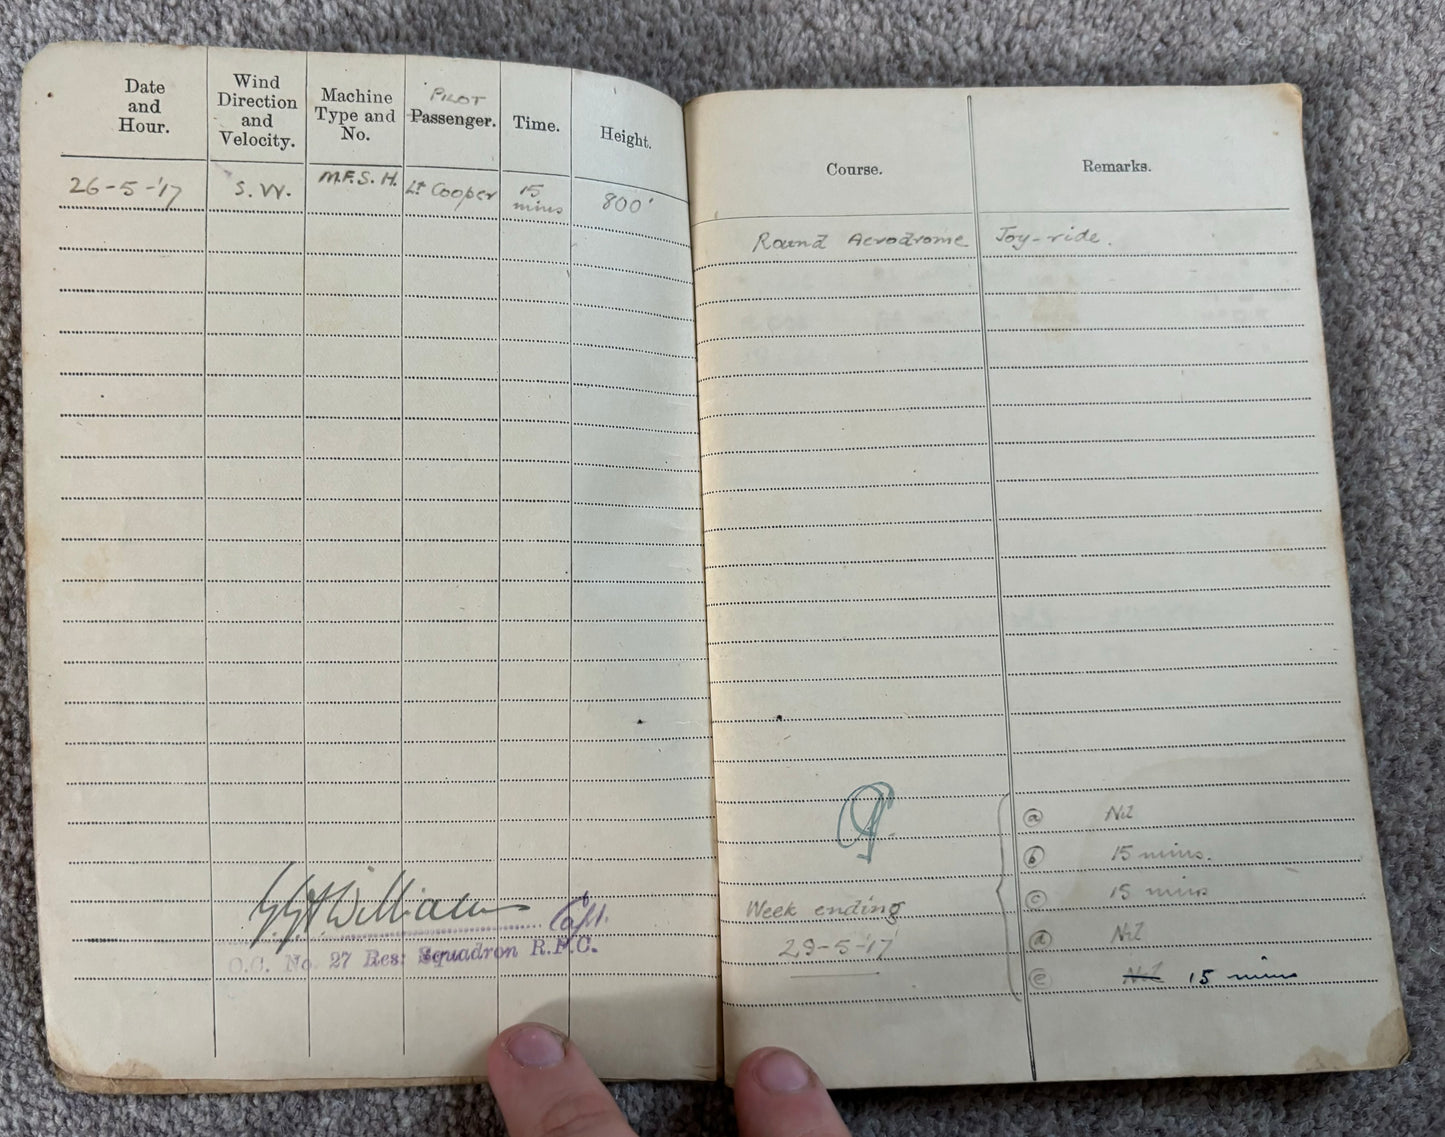 Date
and
Hour.
Wind
Direction
and
Velocity.
Machine
Type and
No.
PILOT
Passenger.
Time.
Height.
26-5-'17
S.W.
M.F.S.H.
Lt Cooper
15
mins
800'
Williams Capt.
O.C. No. 27 Res: Squadron R.F.C.
Course.
Remarks.
Round Aerodrome
Joy-ride.
a Nil
b 15 mins.
Week ending
c 15 mins
29-5-'17
d Nil
e Nil 15 mins